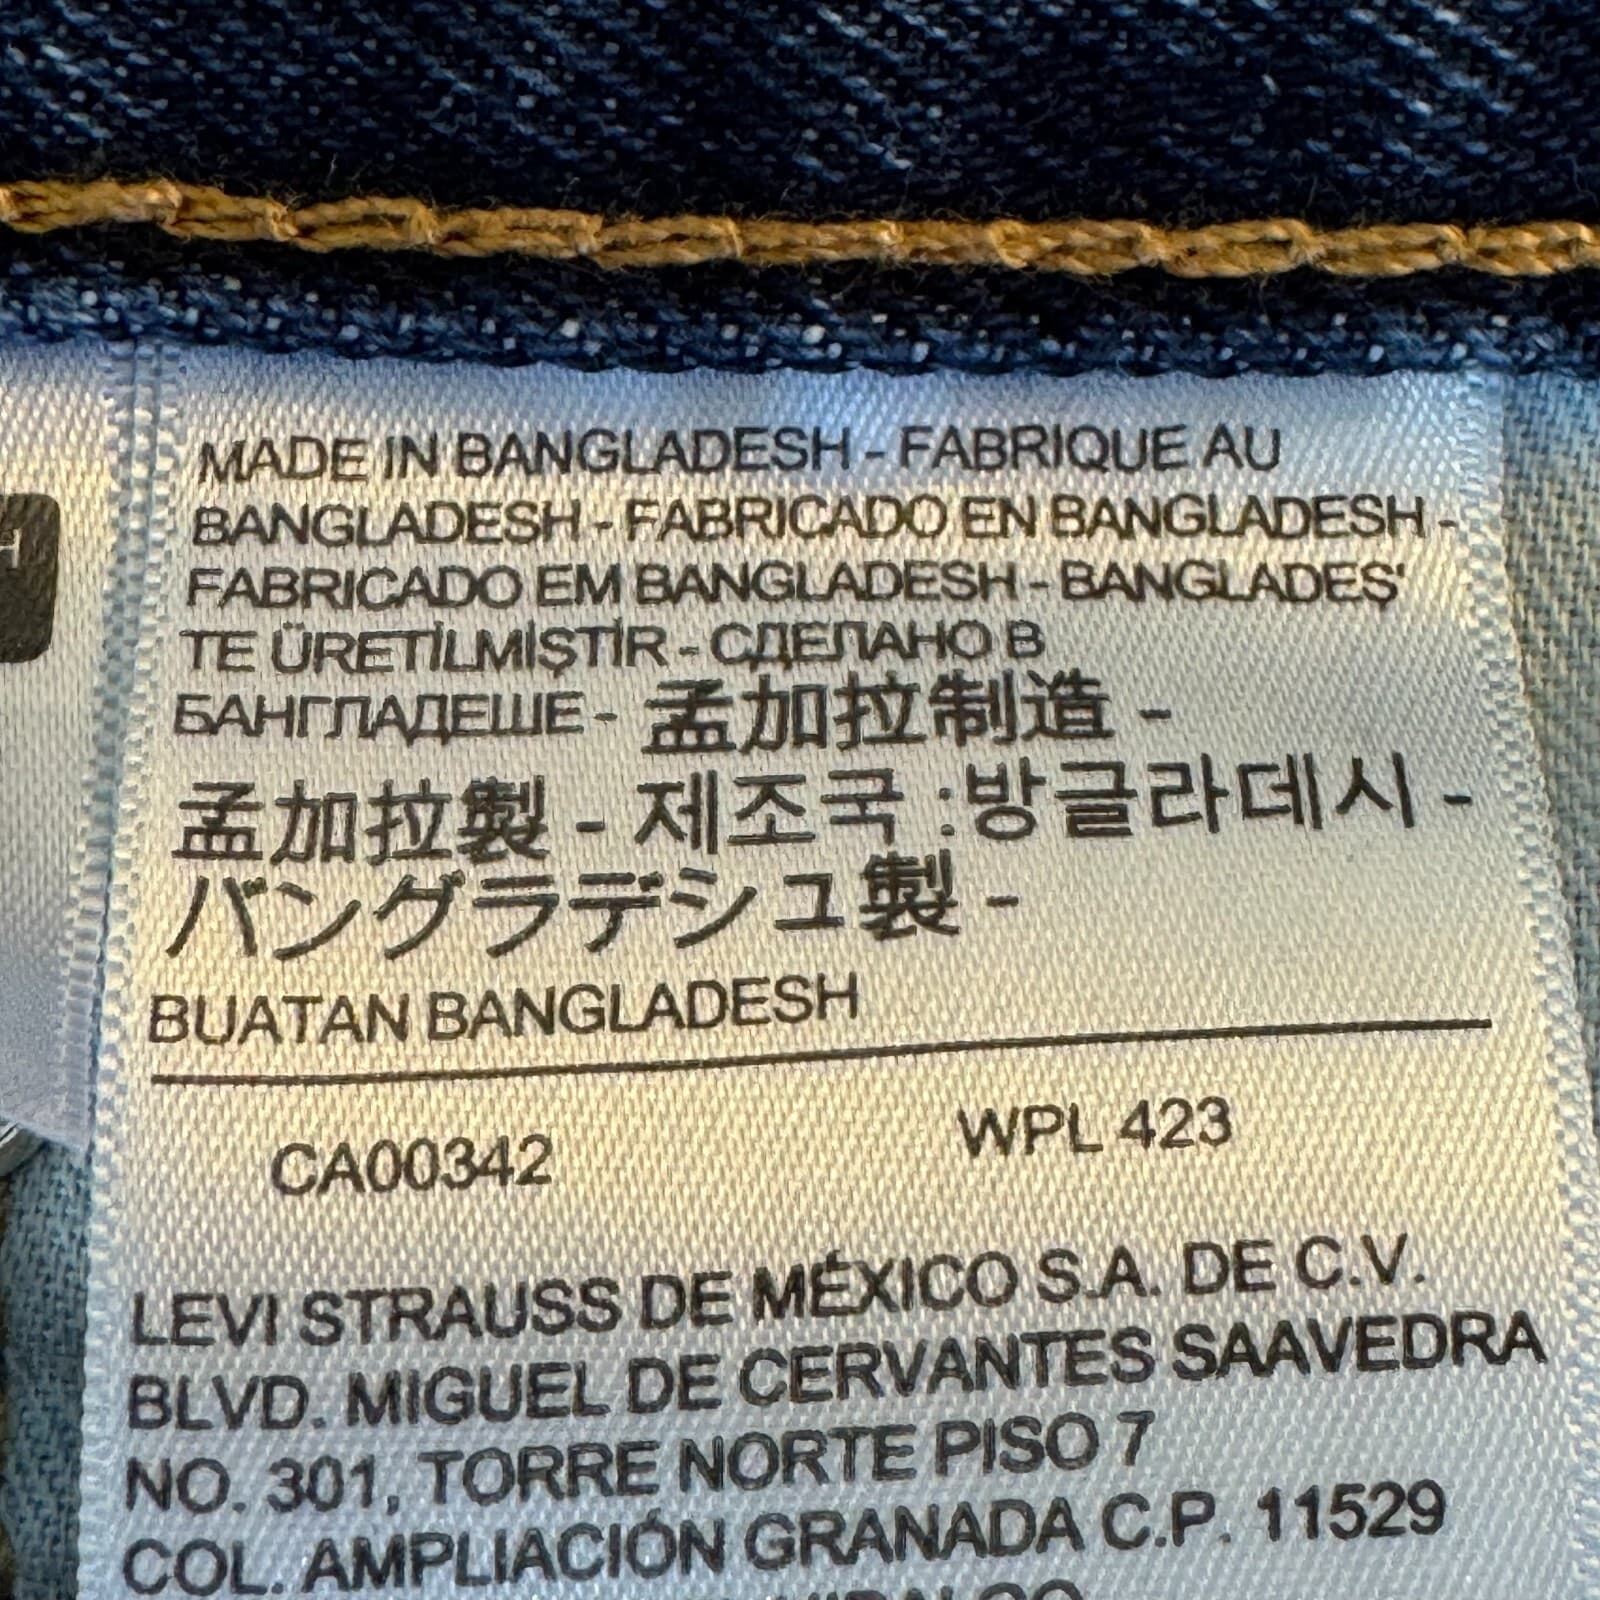 MADE IN BANGLADESH - FABRIQUE AU
BANGLADESH - FABRICADO EN BANGLADESH -
FABRICADO EM BANGLADESH - BANGLADEŞ'
TE ÜRETİLMİŞTİR - СДЕЛАНО В
БАНГЛАДЕШЕ - 孟加拉制造 -
孟加拉製 - 제조국 :방글라데시 -
バングラデシュ製 -
BUATAN BANGLADESH
CA00342 WPL 423
LEVI STRAUSS DE MÉXICO S.A. DE C.V.
BLVD. MIGUEL DE CERVANTES SAAVEDRA
NO. 301, TORRE NORTE PISO 7
COL. AMPLIACIÓN GRANADA C.P. 11529